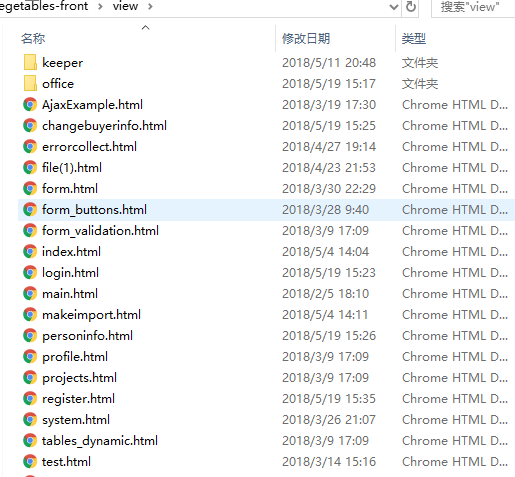 egetables-front › view ›
搜索"view"
名称 修改日期 类型
keeper 2018/5/11 20:48 文件夹
office 2018/5/19 15:17 文件夹
AjaxExample.html 2018/3/19 17:30 Chrome HTML D...
changebuyerinfo.html 2018/5/19 15:25 Chrome HTML D...
errorcollect.html 2018/4/27 19:14 Chrome HTML D...
file(1).html 2018/4/23 21:53 Chrome HTML D...
form.html 2018/3/30 22:29 Chrome HTML D...
form_buttons.html 2018/3/28 9:40 Chrome HTML D...
form_validation.html 2018/3/9 17:09 Chrome HTML D...
index.html 2018/5/4 14:04 Chrome HTML D...
login.html 2018/5/19 15:23 Chrome HTML D...
main.html 2018/2/5 18:10 Chrome HTML D...
makeimport.html 2018/5/4 14:11 Chrome HTML D...
personinfo.html 2018/5/19 15:26 Chrome HTML D...
profile.html 2018/3/9 17:09 Chrome HTML D...
projects.html 2018/3/9 17:09 Chrome HTML D...
register.html 2018/5/19 15:35 Chrome HTML D...
system.html 2018/3/26 21:07 Chrome HTML D...
tables_dynamic.html 2018/3/9 17:09 Chrome HTML D...
test.html 2018/3/14 15:16 Chrome HTML D...